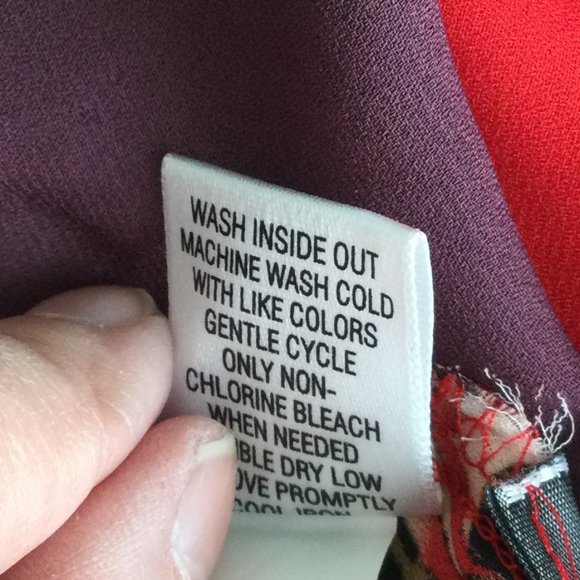 WASH INSIDE OUT
MACHINE WASH COLD
WITH LIKE COLORS
GENTLE CYCLE
ONLY NON-
CHLORINE BLEACH
WHEN NEEDED
DRY LOW
PROMPTLY